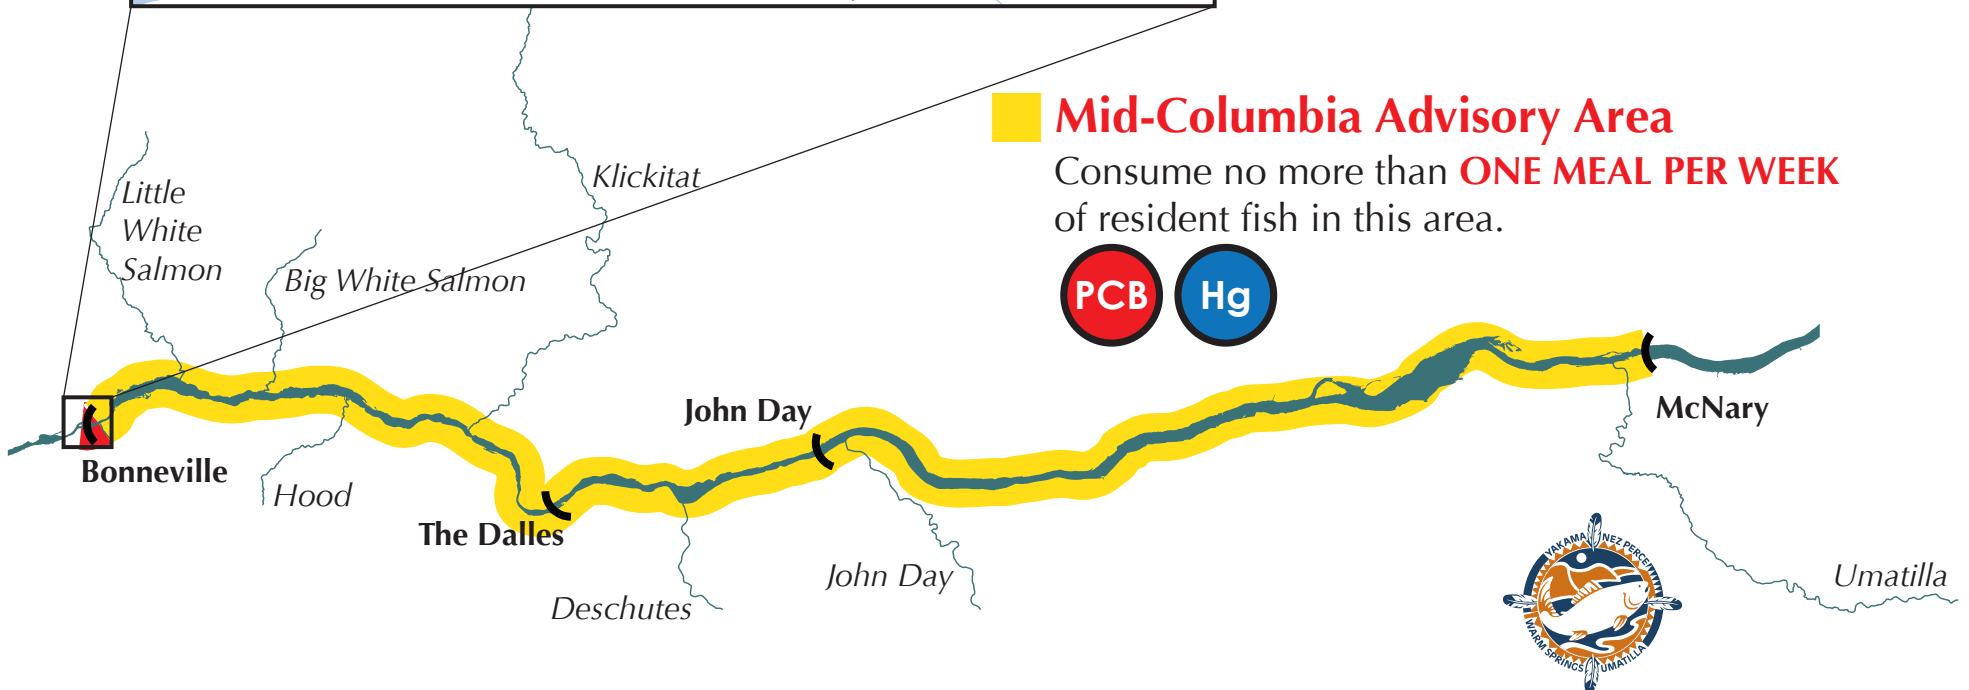 Mid-Columbia Advisory Area
Consume no more than ONE MEAL PER WEEK
of resident fish in this area.
PCB
Hg
Klickitat
Little
White
Salmon
Big White Salmon
John Day
McNary
Bonneville
Hood
The Dalles
Deschutes
John Day
Umatilla
YAKAMA
NEZ PERCE
WARM SPRINGS
UMATILLA